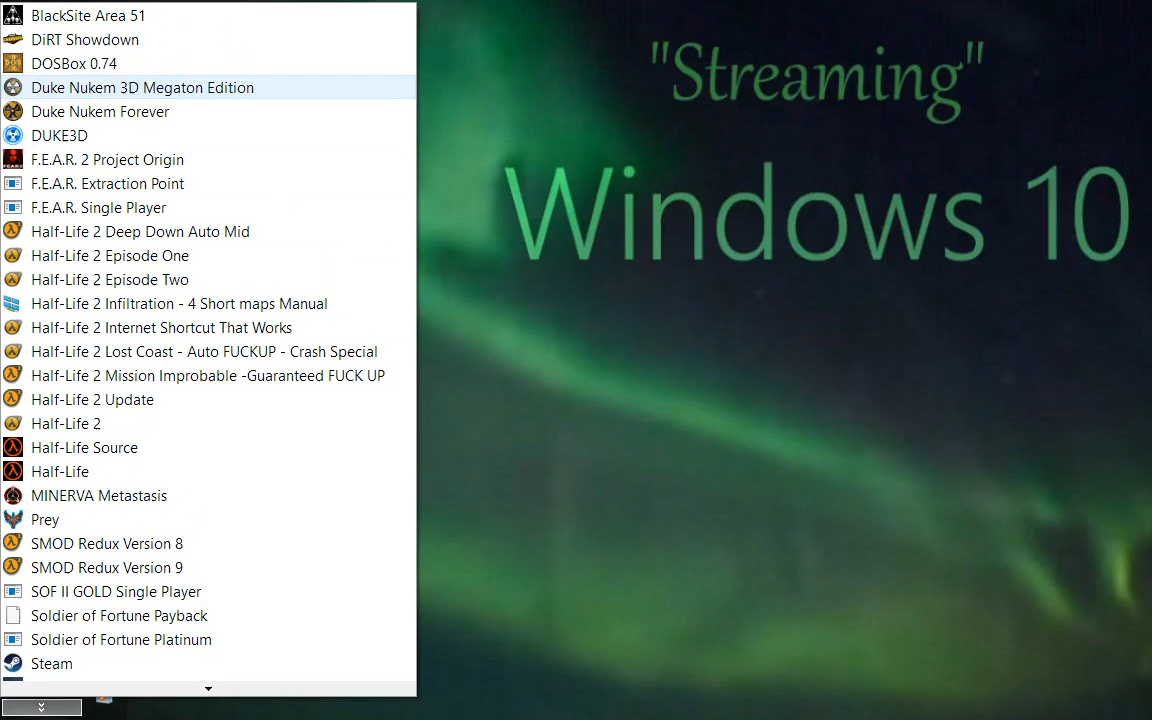 BlackSite Area 51
DiRT Showdown
DOSBox 0.74
Duke Nukem 3D Megaton Edition
Duke Nukem Forever
DUKE3D
F.E.A.R. 2 Project Origin
F.E.A.R. Extraction Point
F.E.A.R. Single Player
Half-Life 2 Deep Down Auto Mid
Half-Life 2 Episode One
Half-Life 2 Episode Two
Half-Life 2 Infiltration - 4 Short maps Manual
Half-Life 2 Internet Shortcut That Works
Half-Life 2 Lost Coast - Auto FUCKUP - Crash Special
Half-Life 2 Mission Improbable -Guaranteed FUCK UP
Half-Life 2 Update
Half-Life 2
Half-Life Source
Half-Life
MINERVA Metastasis
Prey
SMOD Redux Version 8
SMOD Redux Version 9
SOF II GOLD Single Player
Soldier of Fortune Payback
Soldier of Fortune Platinum
Steam
"Streaming"
Windows 10